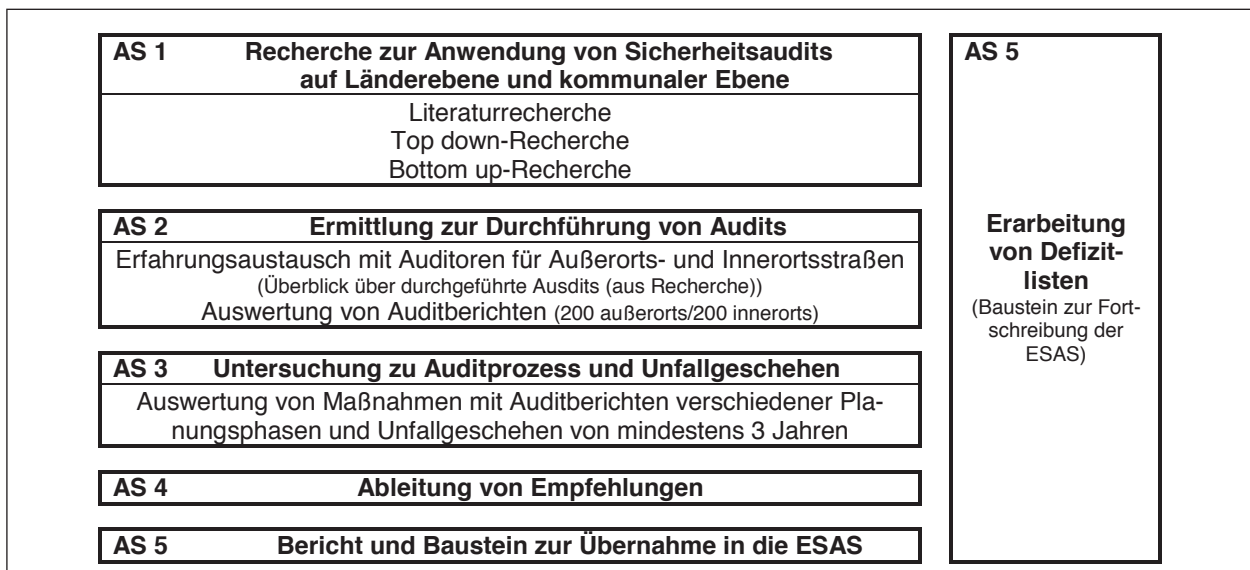 AS 1 Recherche zur Anwendung von Sicherheitsaudits
auf Länderebene und kommunaler Ebene
Literaturrecherche
Top down-Recherche
Bottom up-Recherche
AS 2 Ermittlung zur Durchführung von Audits
Erfahrungsaustausch mit Auditoren für Außerorts- und Innerortsstraßen
(Überblick über durchgeführte Ausdits (aus Recherche))
Auswertung von Auditberichten (200 außerorts/200 innerorts)
AS 3 Untersuchung zu Auditprozess und Unfallgeschehen
Auswertung von Maßnahmen mit Auditberichten verschiedener Pla-
nungsphasen und Unfallgeschehen von mindestens 3 Jahren
AS 4 Ableitung von Empfehlungen
AS 5 Bericht und Baustein zur Übernahme in die ESAS
AS 5
Erarbeitung
von Defizit-
listen
(Baustein zur Fort-
schreibung der
ESAS)